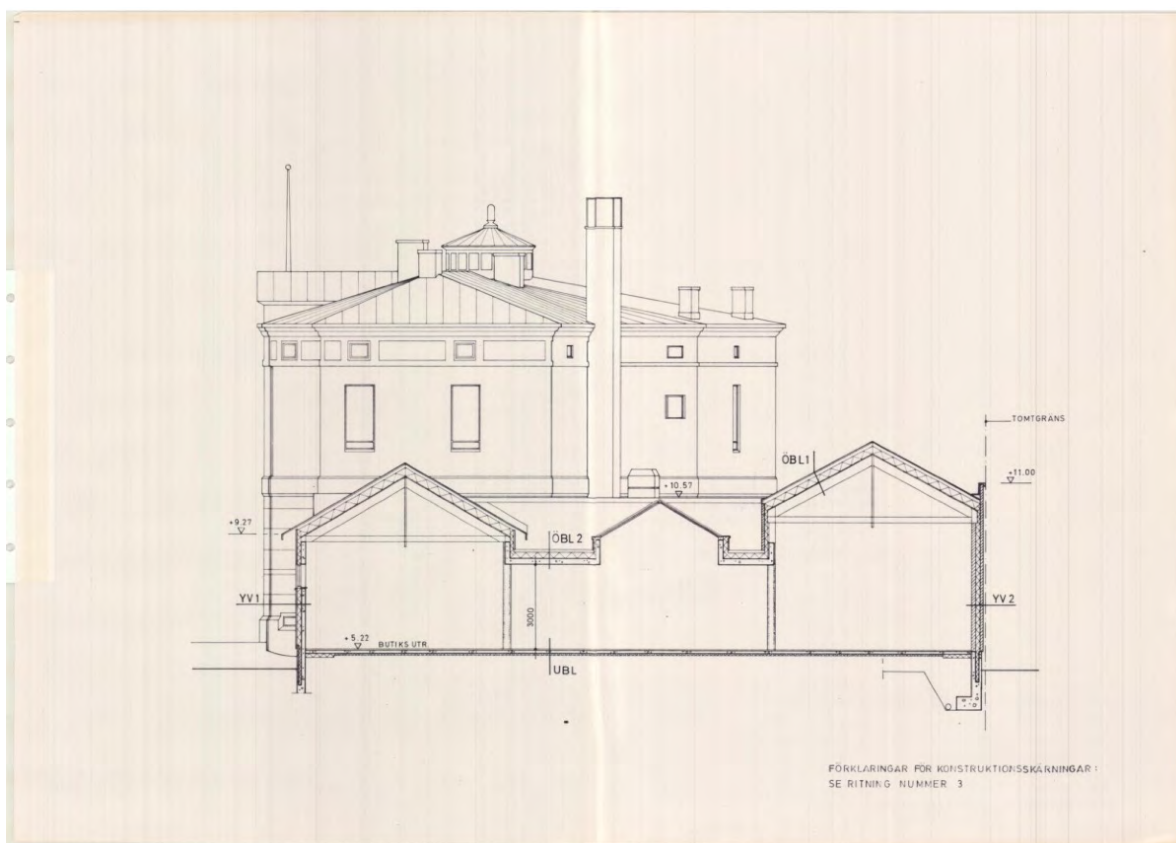 TOMTGRÄNS
ÖBL1
+11.00
+10.57
+9.27
ÖBL2
YV1
YV2
3000
+5.22
BUTIKS UTR.
UBL
FÖRKLARINGAR FÖR KONSTRUKTIONSSKÄRNINGAR:
SE RITNING NUMMER 3